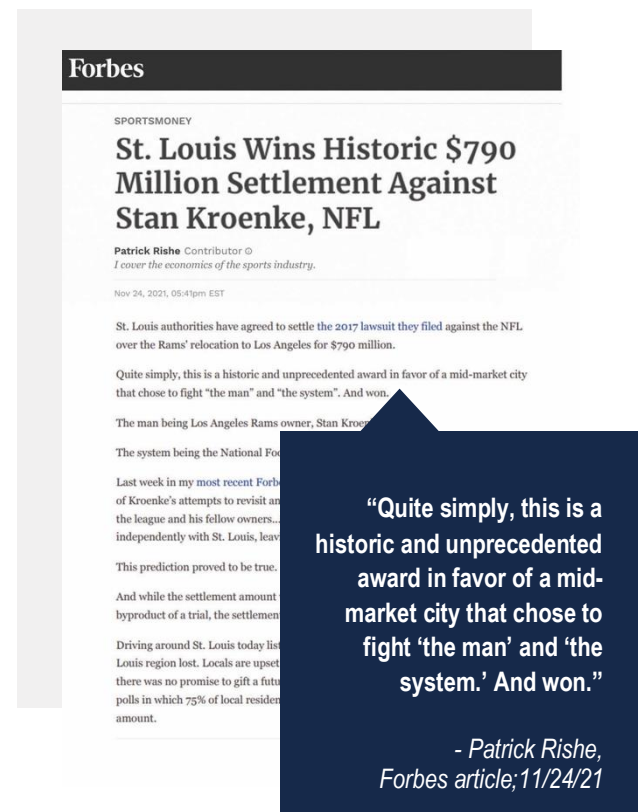 Forbes
SPORTSMONEY
St. Louis Wins Historic $790
Million Settlement Against
Stan Kroenke, NFL
Patrick Rishe Contributor
I cover the economics of the sports industry.
Nov 24, 2021, 05:41pm EST
St. Louis authorities have agreed to settle the 2017 lawsuit they filed against the NFL
over the Rams' relocation to Los Angeles for $790 million.
Quite simply, this is a historic and unprecedented award in favor of a mid-market city
that chose to fight “the man” and “the system”. And won.
The man being Los Angeles Rams owner, Stan Kroe
The system being the National Foo
Last week in my most recent Forb
of Kroenke's attempts to revisit an
the league and his fellow owners...
independently with St. Louis, leav
This prediction proved to be true.
And while the settlement amount
byproduct of a trial, the settlemen
Driving around St. Louis today list
Louis region lost. Locals are upset
there was no promise to gift a futu
polls in which 75% of local residen
amount.
“Quite simply, this is a
historic and unprecedented
award in favor of a mid-
market city that chose to
fight ‘the man’ and ‘the
system.’ And won.”
- Patrick Rishe,
Forbes article;11/24/21